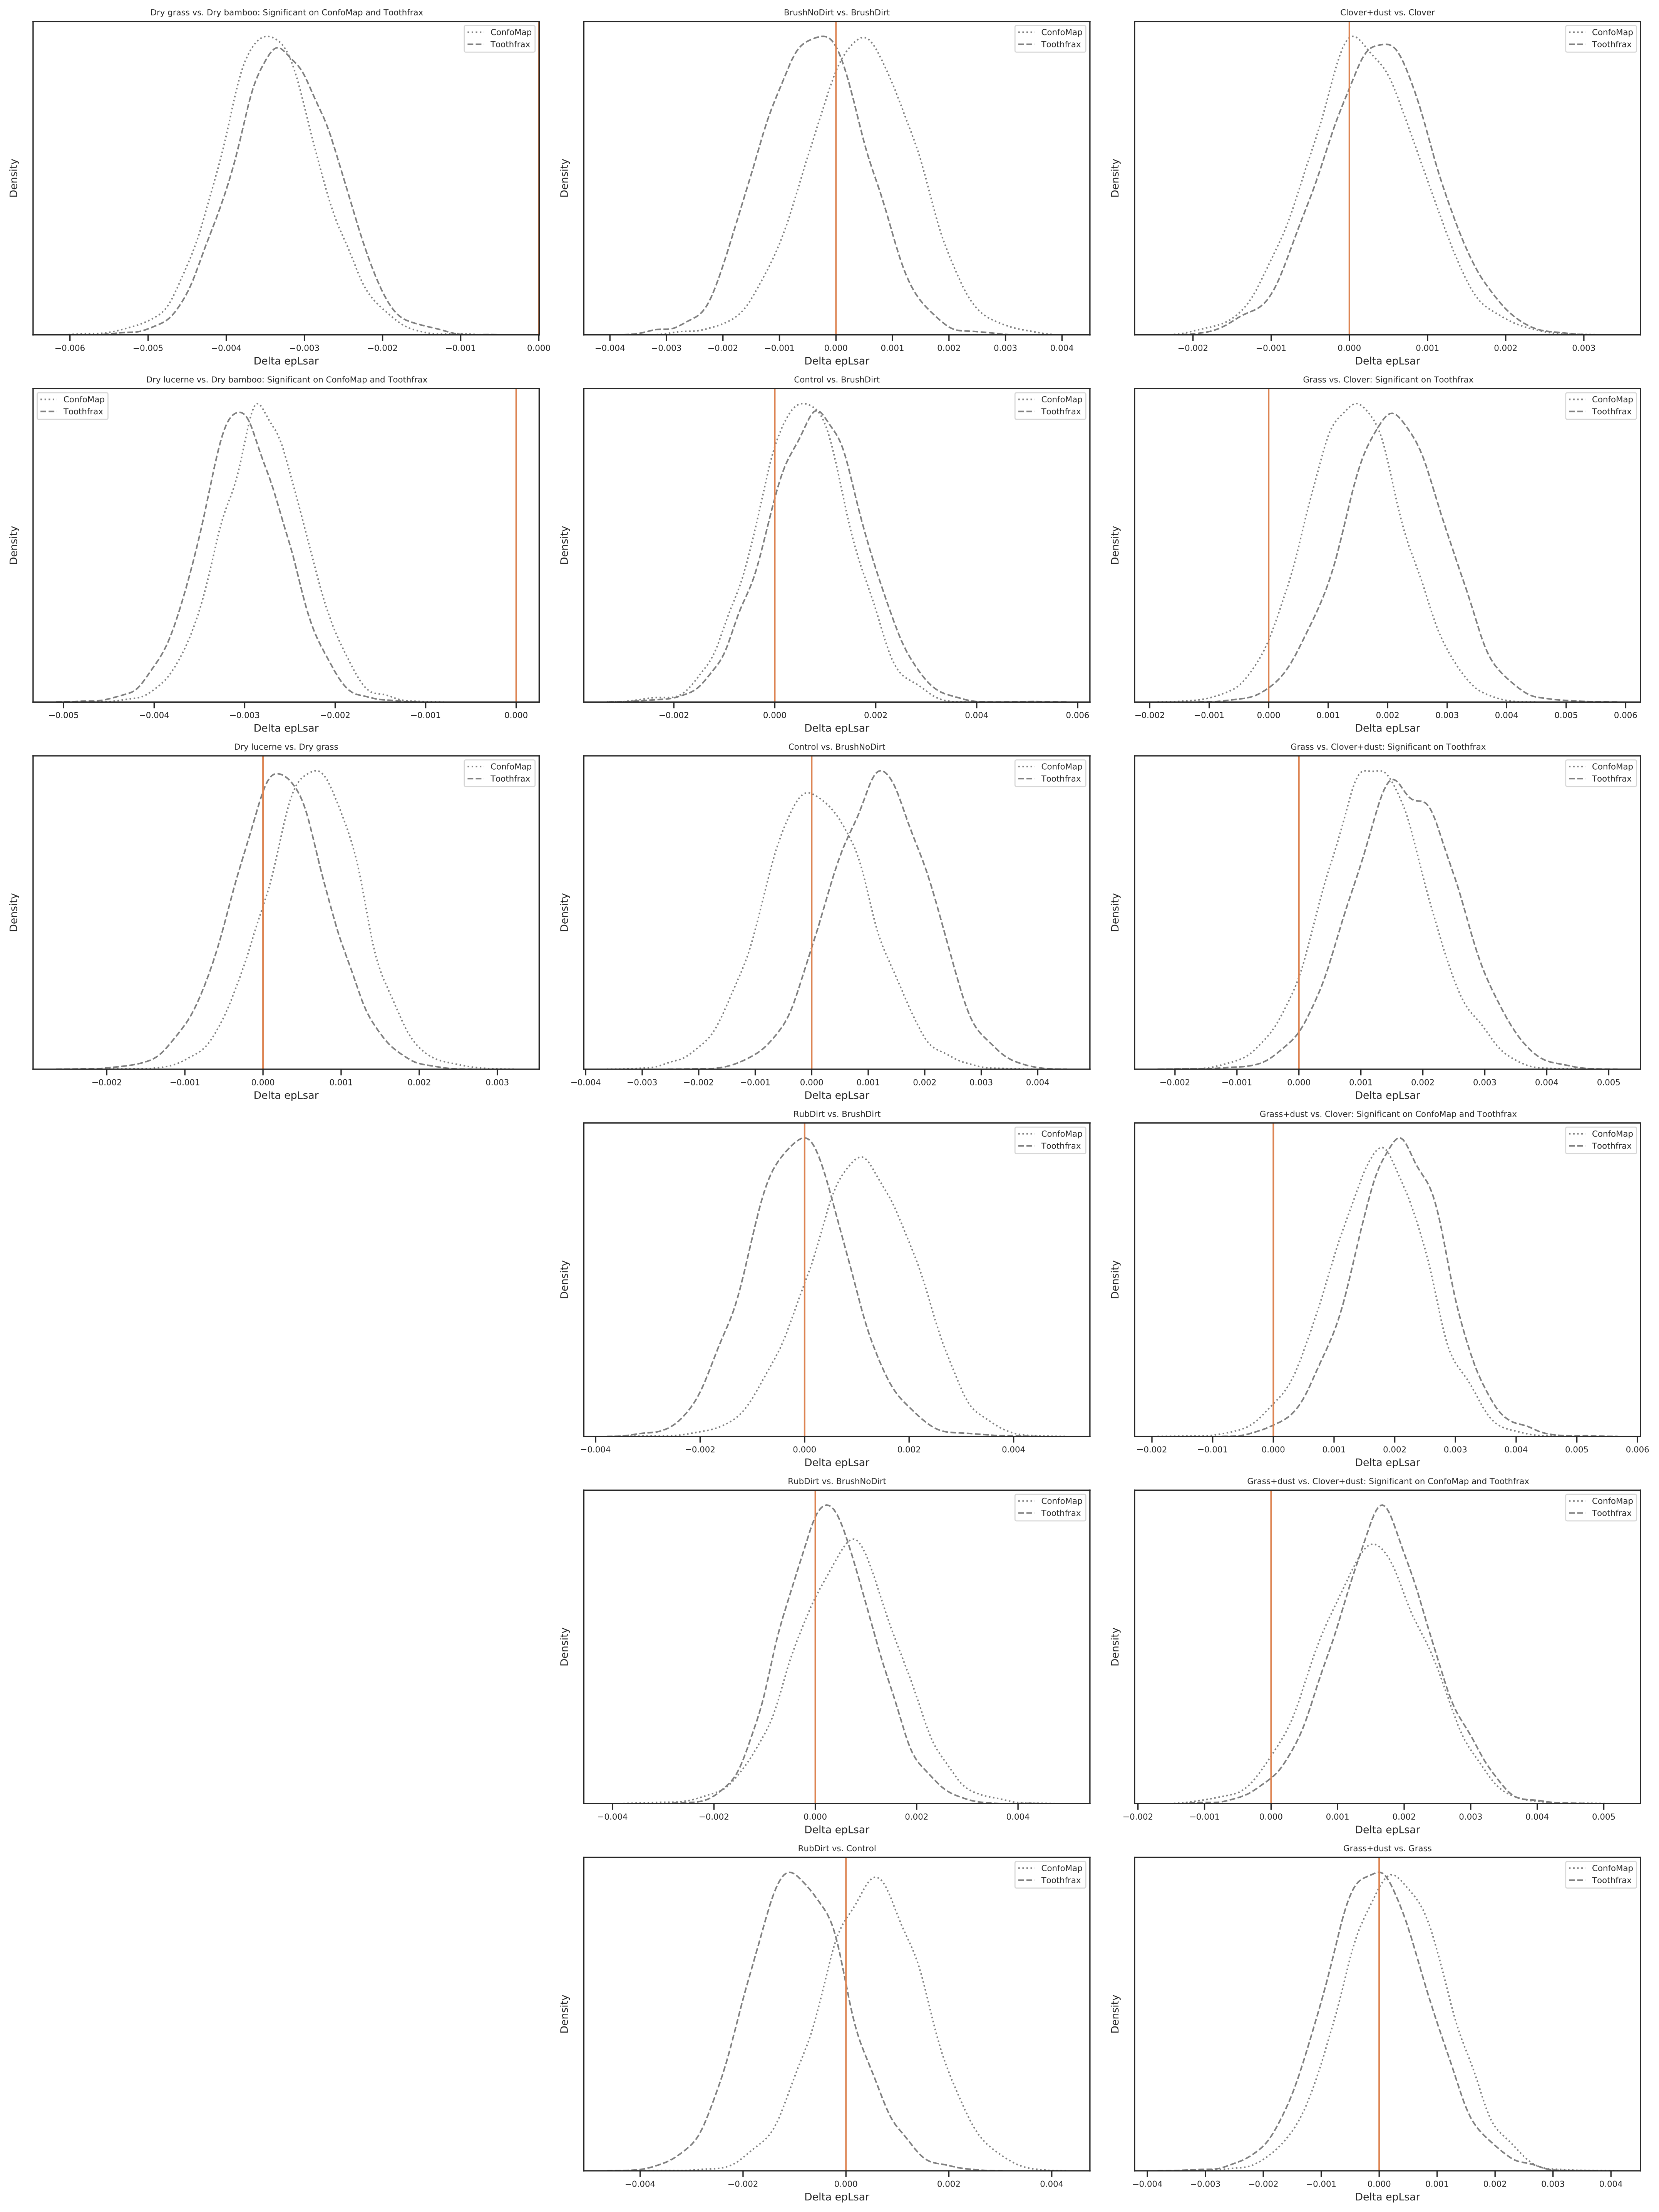 Dry grass vs. Dry bamboo: Significant on ConfoMap and Toothfrax
ConfoMap
Toothfrax
Density
−0.006 −0.005 −0.004 −0.003 −0.002 −0.001 0.000
Delta epLsar
BrushNoDirt vs. BrushDirt
ConfoMap
Toothfrax
Density
−0.004 −0.003 −0.002 −0.001 0.000 0.001 0.002 0.003 0.004
Delta epLsar
Clover+dust vs. Clover
ConfoMap
Toothfrax
Density
−0.002 −0.001 0.000 0.001 0.002 0.003
Delta epLsar
Dry lucerne vs. Dry bamboo: Significant on ConfoMap and Toothfrax
ConfoMap
Toothfrax
Density
−0.005 −0.004 −0.003 −0.002 −0.001 0.000
Delta epLsar
Control vs. BrushDirt
ConfoMap
Toothfrax
Density
−0.002 0.000 0.002 0.004 0.006
Delta epLsar
Grass vs. Clover: Significant on Toothfrax
ConfoMap
Toothfrax
Density
−0.002 −0.001 0.000 0.001 0.002 0.003 0.004 0.005 0.006
Delta epLsar
Dry lucerne vs. Dry grass
ConfoMap
Toothfrax
Density
−0.002 −0.001 0.000 0.001 0.002 0.003
Delta epLsar
Control vs. BrushNoDirt
ConfoMap
Toothfrax
Density
−0.004 −0.003 −0.002 −0.001 0.000 0.001 0.002 0.003 0.004
Delta epLsar
Grass vs. Clover+dust: Significant on Toothfrax
ConfoMap
Toothfrax
Density
−0.002 −0.001 0.000 0.001 0.002 0.003 0.004 0.005
Delta epLsar
RubDirt vs. BrushDirt
ConfoMap
Toothfrax
Density
−0.004 −0.002 0.000 0.002 0.004
Delta epLsar
Grass+dust vs. Clover: Significant on ConfoMap and Toothfrax
ConfoMap
Toothfrax
Density
−0.002 −0.001 0.000 0.001 0.002 0.003 0.004 0.005 0.006
Delta epLsar
RubDirt vs. BrushNoDirt
ConfoMap
Toothfrax
Density
−0.004 −0.002 0.000 0.002 0.004
Delta epLsar
Grass+dust vs. Clover+dust: Significant on ConfoMap and Toothfrax
ConfoMap
Toothfrax
Density
−0.002 −0.001 0.000 0.001 0.002 0.003 0.004 0.005
Delta epLsar
RubDirt vs. Control
ConfoMap
Toothfrax
Density
−0.004 −0.002 0.000 0.002 0.004
Delta epLsar
Grass+dust vs. Grass
ConfoMap
Toothfrax
Density
−0.004 −0.003 −0.002 −0.001 0.000 0.001 0.002 0.003 0.004
Delta epLsar